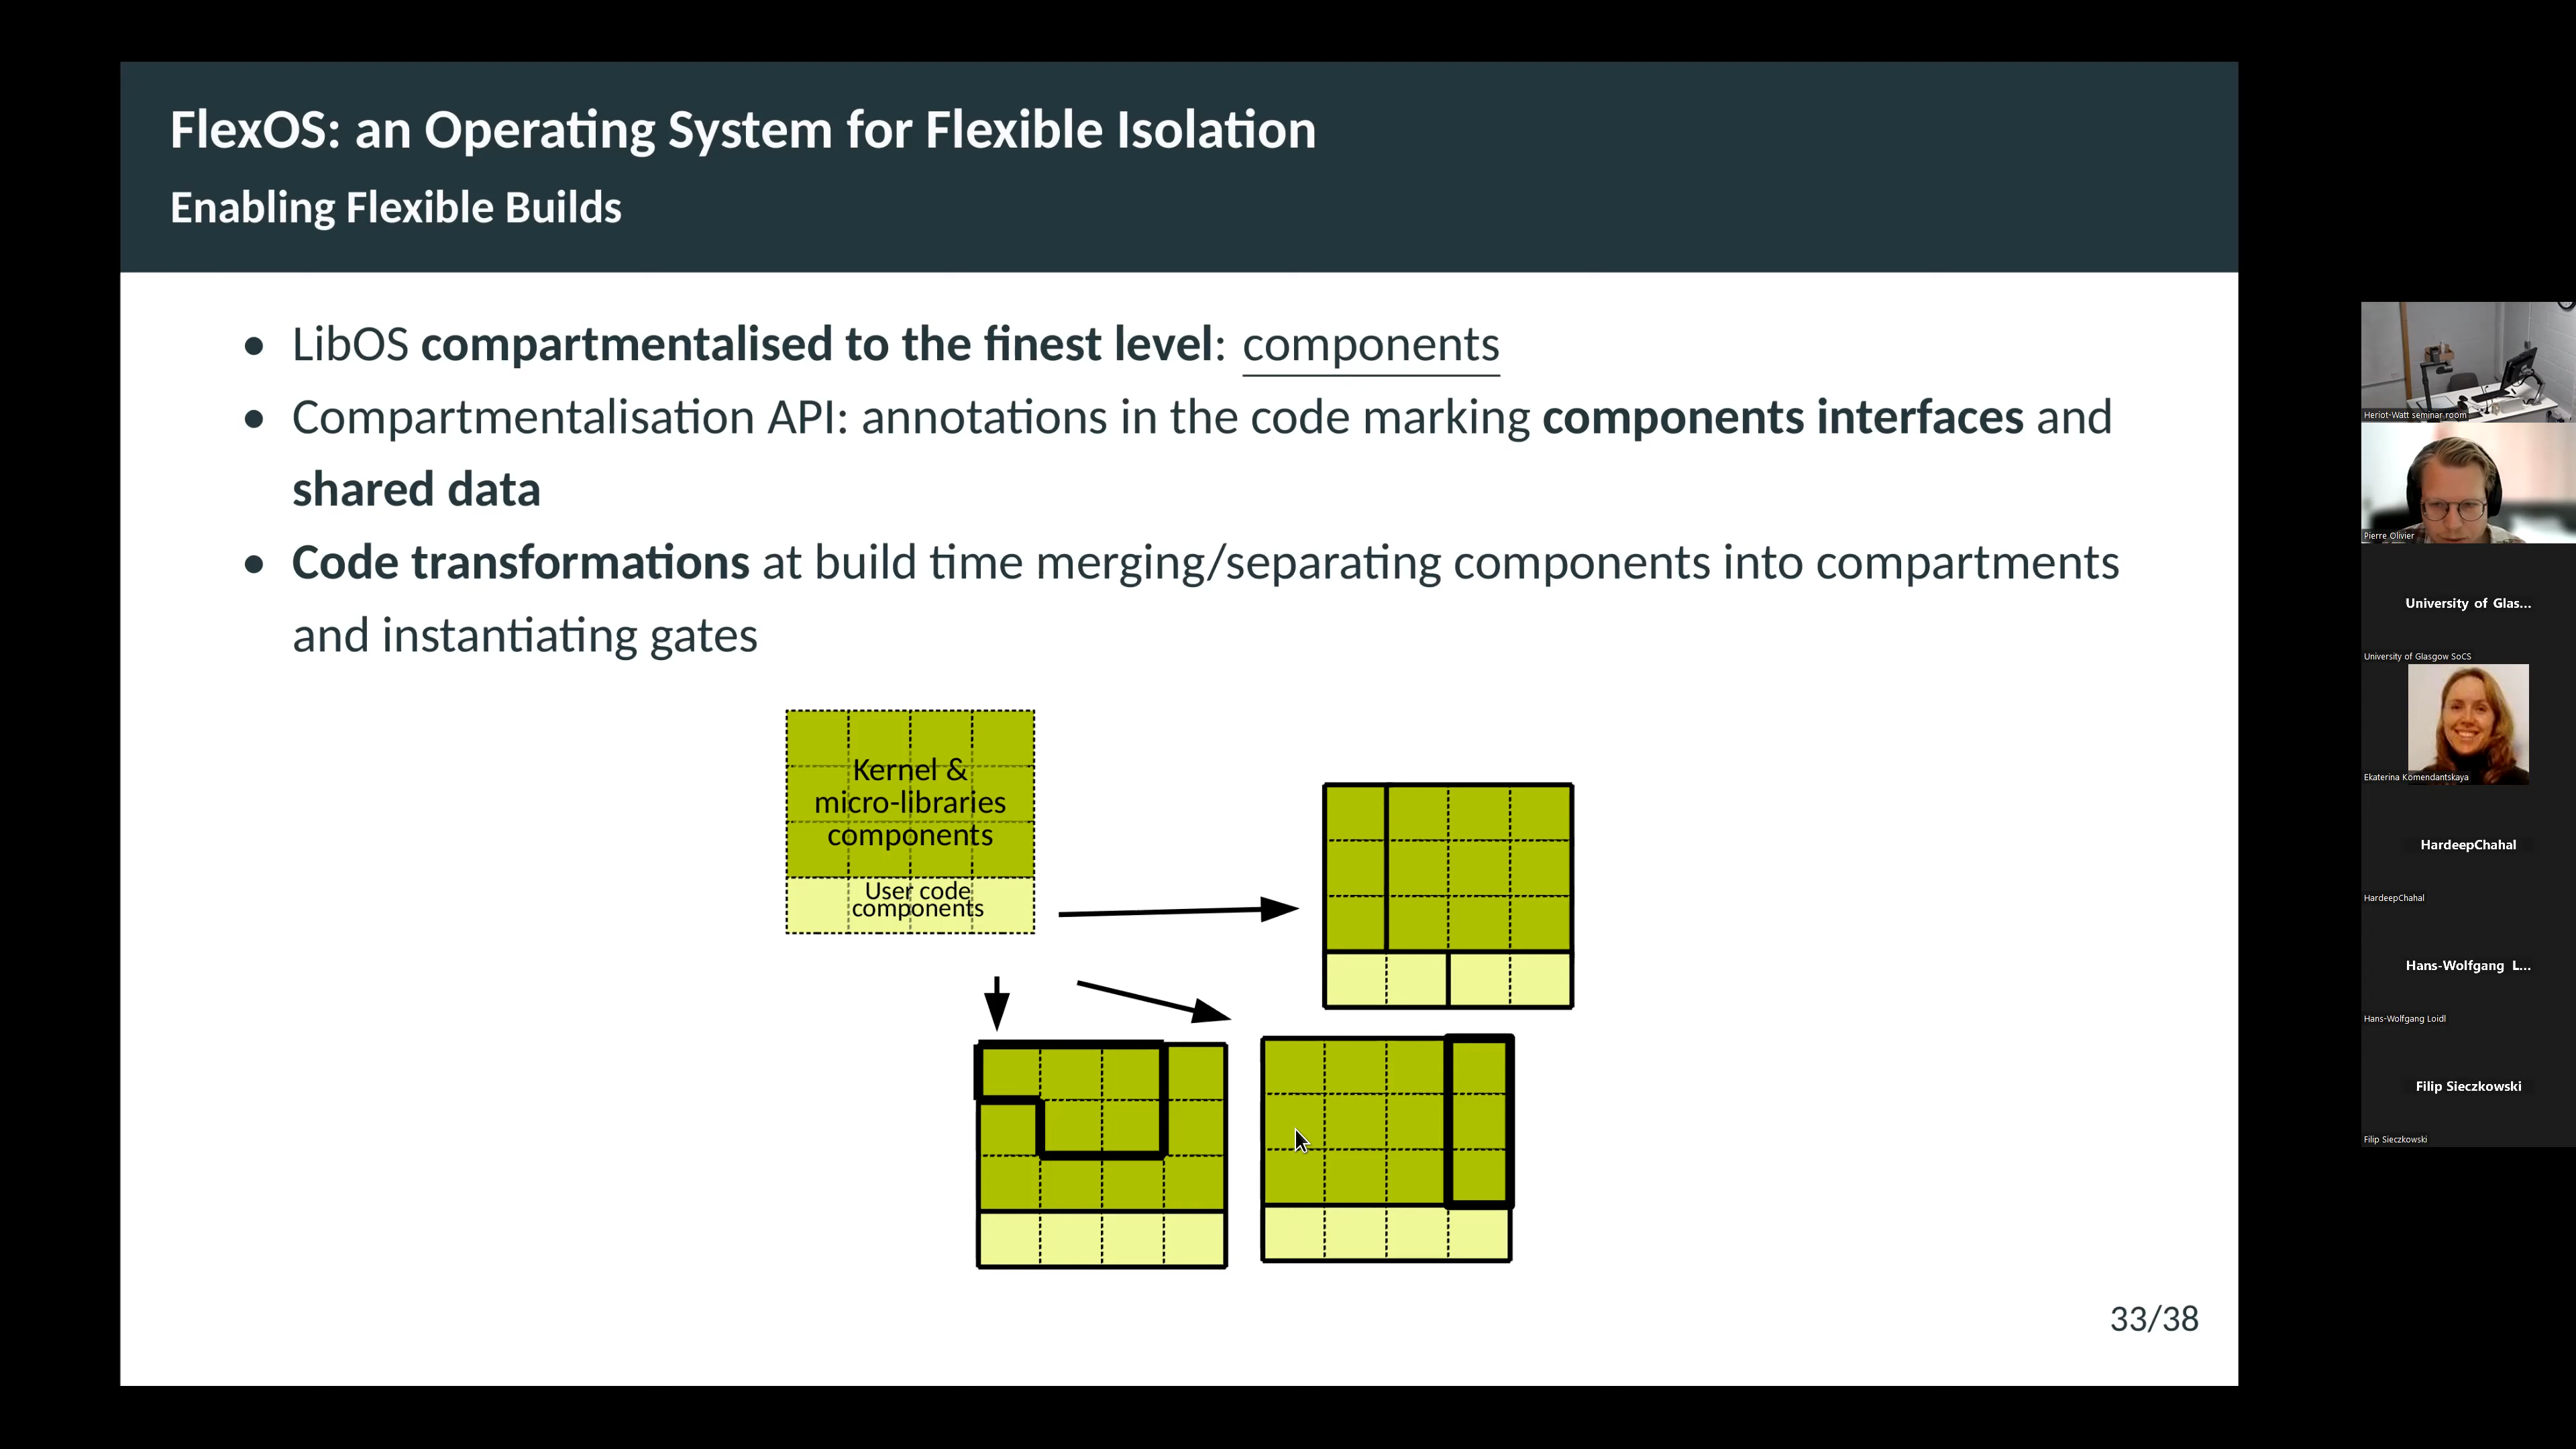 FlexOS: an Operating System for Flexible Isolation
Enabling Flexible Builds
• LibOS compartmentalised to the finest level: components
• Compartmentalisation API: annotations in the code marking components interfaces and
shared data
• Code transformations at build time merging/separating components into compartments
and instantiating gates
Kernel &
micro-libraries
components
User code
components
33/38
Heriot-Watt seminar room
Pierre Olivier
University of Glas...
University of Glasgow SoCS
Ekaterina Komendantskaya
HardeepChahal
HardeepChahal
Hans-Wolfgang L...
Hans-Wolfgang Loidl
Filip Sieczkowski
Filip Sieczkowski